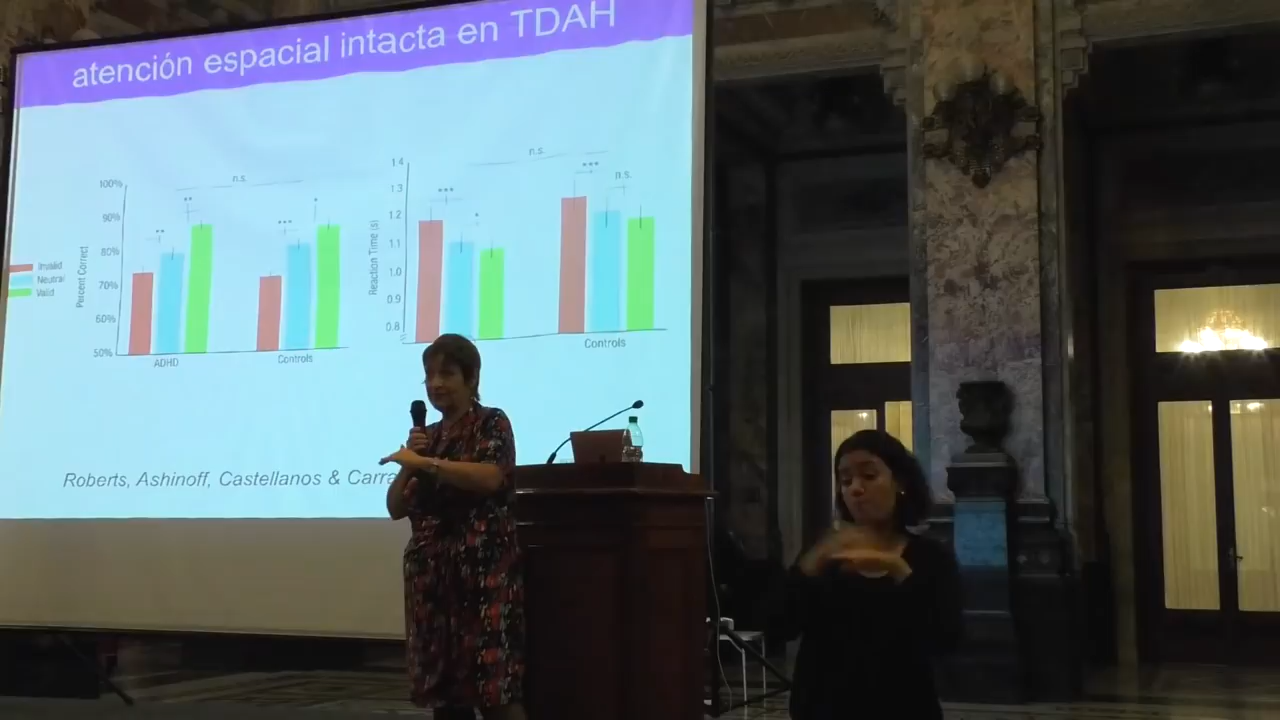 atención espacial intacta en TDAH
n.s.
100%
90%
80%
70%
60%
50%
Percent Correct
**
**
***
*
ADHD
Controls
Invalid
Neutral
Valid
n.s.
1.4
1.3
1.2
1.1
1.0
0.9
0.8
Reaction Time (s)
***
*
***
n.s.
Controls
Roberts, Ashinoff, Castellanos & Carra